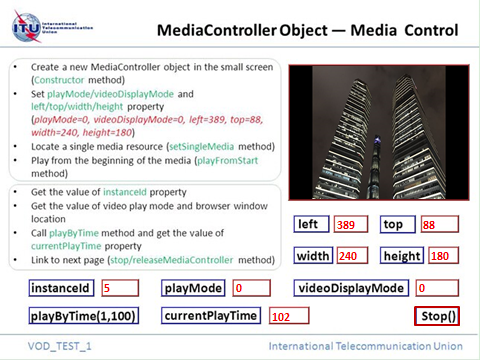 ITU
International
Telecommunication
Union
MediaController Object — Media Control
Create a new MediaController object in the small screen
(Constructor method)
Set playMode/videoDisplayMode and
left/top/width/height property
(playMode=0, videoDisplayMode=0, left=389, top=88,
width=240, height=180)
Locate a single media resource (setSingleMedia method)
Play from the beginning of the media (playFromStart
method)
Get the value of instanceId property
Get the value of video play mode and browser window
location
Call playByTime method and get the value of
currentPlayTime property
Link to next page (stop/releaseMediaController method)
left 389 top 88
width 240 height 180
instanceId 5 playMode 0 videoDisplayMode 0
playByTime(1,100) currentPlayTime 102 Stop()
VOD_TEST_1 International Telecommunication Union